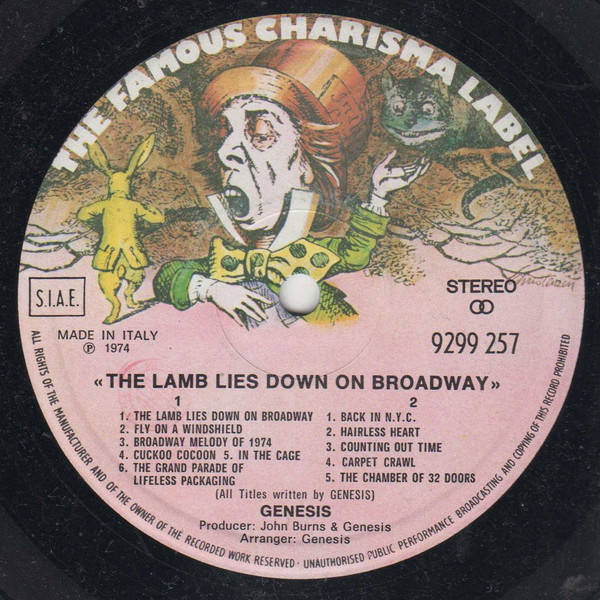 THE FAMOUS CHARISMA LABEL
S.I.A.E.
STEREO
MADE IN ITALY
℗ 1974
9299 257
«THE LAMB LIES DOWN ON BROADWAY»
1
1. THE LAMB LIES DOWN ON BROADWAY
2. FLY ON A WINDSHIELD
3. BROADWAY MELODY OF 1974
4. CUCKOO COCOON 5. IN THE CAGE
6. THE GRAND PARADE OF
LIFELESS PACKAGING
2
1. BACK IN N.Y.C.
2. HAIRLESS HEART
3. COUNTING OUT TIME
4. CARPET CRAWL
5. THE CHAMBER OF 32 DOORS
(All Titles written by GENESIS)
GENESIS
Producer: John Burns & Genesis
Arranger: Genesis
ALL RIGHTS OF THE MANUFACTURER AND OF THE OWNER OF THE RECORDED WORK RESERVED - UNAUTHORISED PUBLIC PERFORMANCE BROADCASTING AND COPYING OF THIS RECORD PROHIBITED